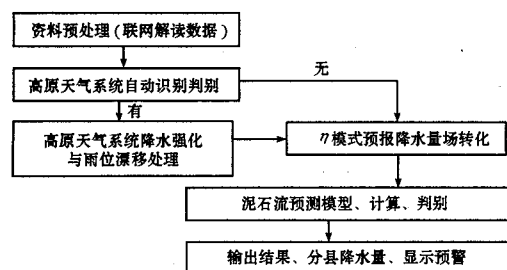 资料预处理(联网解读数据)
高原天气系统自动识别判别
无
有
高原天气系统降水强化
与雨位漂移处理
η模式预报降水量场转化
泥石流预测模型、计算、判别
输出结果、分县降水量、显示预警